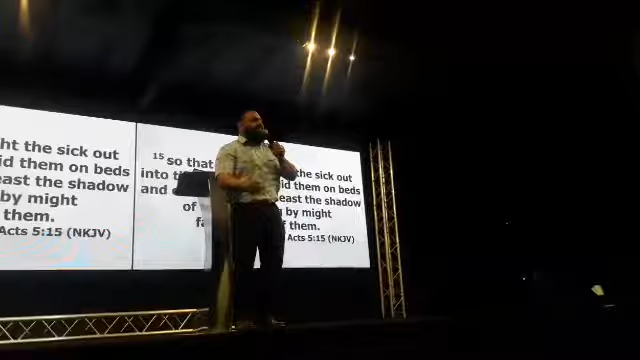 ht the sick out
id them on beds
east the shadow
by might
them.
Acts 5:15 (NKJV)
15 so that the sick out
into id them on beds
and east the shadow
of by might
f them.
Acts 5:15 (NKJV)